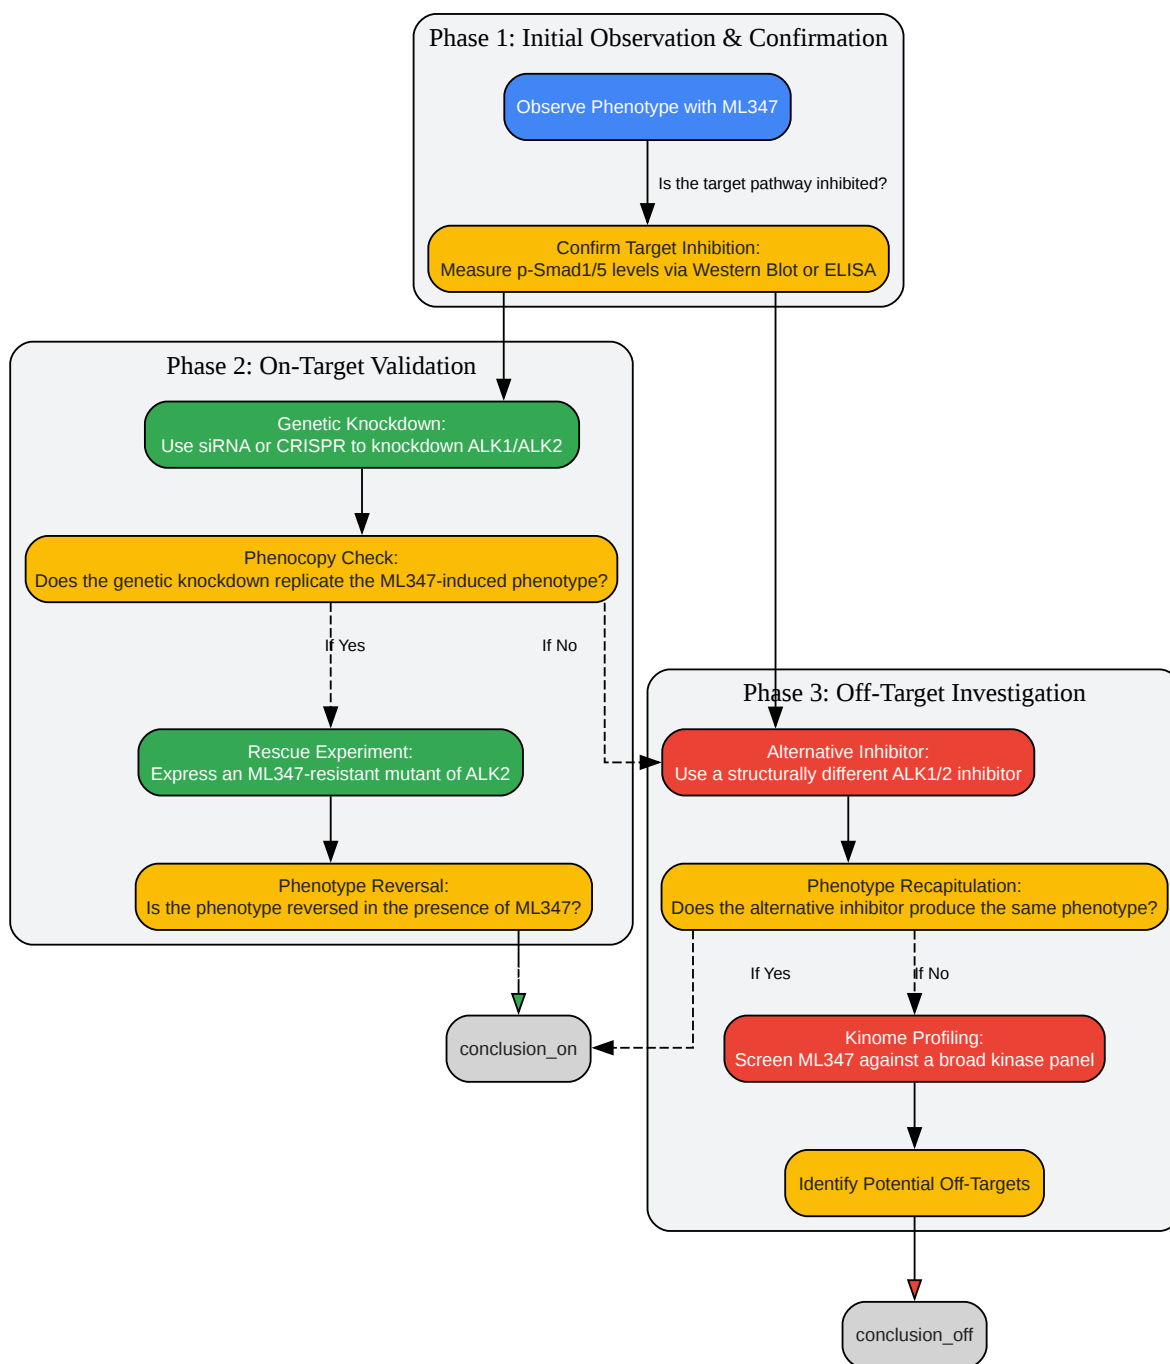 Phase 1: Initial Observation & Confirmation
Observe Phenotype with ML347
Is the target pathway inhibited?
Confirm Target Inhibition:
Measure p-Smad1/5 levels via Western Blot or ELISA
Phase 2: On-Target Validation
Genetic Knockdown:
Use siRNA or CRISPR to knockdown ALK1/ALK2
Phenocopy Check:
Does the genetic knockdown replicate the ML347-induced phenotype?
If Yes
If No
Rescue Experiment:
Express an ML347-resistant mutant of ALK2
Phenotype Reversal:
Is the phenotype reversed in the presence of ML347?
Phase 3: Off-Target Investigation
Alternative Inhibitor:
Use a structurally different ALK1/2 inhibitor
Phenotype Recapitulation:
Does the alternative inhibitor produce the same phenotype?
If Yes
If No
conclusion_on
Kinome Profiling:
Screen ML347 against a broad kinase panel
Identify Potential Off-Targets
conclusion_off